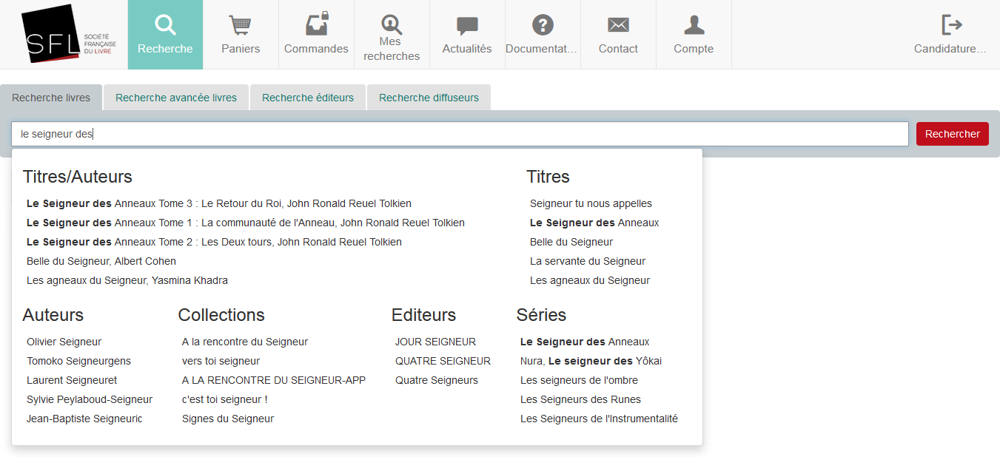 SFL
SOCIÉTÉ
FRANÇAISE
DU LIVRE
Recherche
Paniers
Commandes
Mes
recherches
Actualités
Documentat...
Contact
Compte
Candidature...
Recherche livres
Recherche avancée livres
Recherche éditeurs
Recherche diffuseurs
le seigneur des
Rechercher
Titres/Auteurs
Le Seigneur des Anneaux Tome 3 : Le Retour du Roi, John Ronald Reuel Tolkien
Le Seigneur des Anneaux Tome 1 : La communauté de l'Anneau, John Ronald Reuel Tolkien
Le Seigneur des Anneaux Tome 2 : Les Deux tours, John Ronald Reuel Tolkien
Belle du Seigneur, Albert Cohen
Les agneaux du Seigneur, Yasmina Khadra
Titres
Seigneur tu nous appelles
Le Seigneur des Anneaux
Belle du Seigneur
La servante du Seigneur
Les agneaux du Seigneur
Auteurs
Olivier Seigneur
Tomoko Seigneurgens
Laurent Seigneuret
Sylvie Peylaboud-Seigneur
Jean-Baptiste Seigneuric
Collections
A la rencontre du Seigneur
vers toi seigneur
A LA RENCONTRE DU SEIGNEUR-APP
c'est toi seigneur !
Signes du Seigneur
Editeurs
JOUR SEIGNEUR
QUATRE SEIGNEUR
Quatre Seigneurs
Séries
Le Seigneur des Anneaux
Nura, Le seigneur des Yôkai
Les seigneurs de l'ombre
Les Seigneurs des Runes
Les Seigneurs de l'Instrumentalité